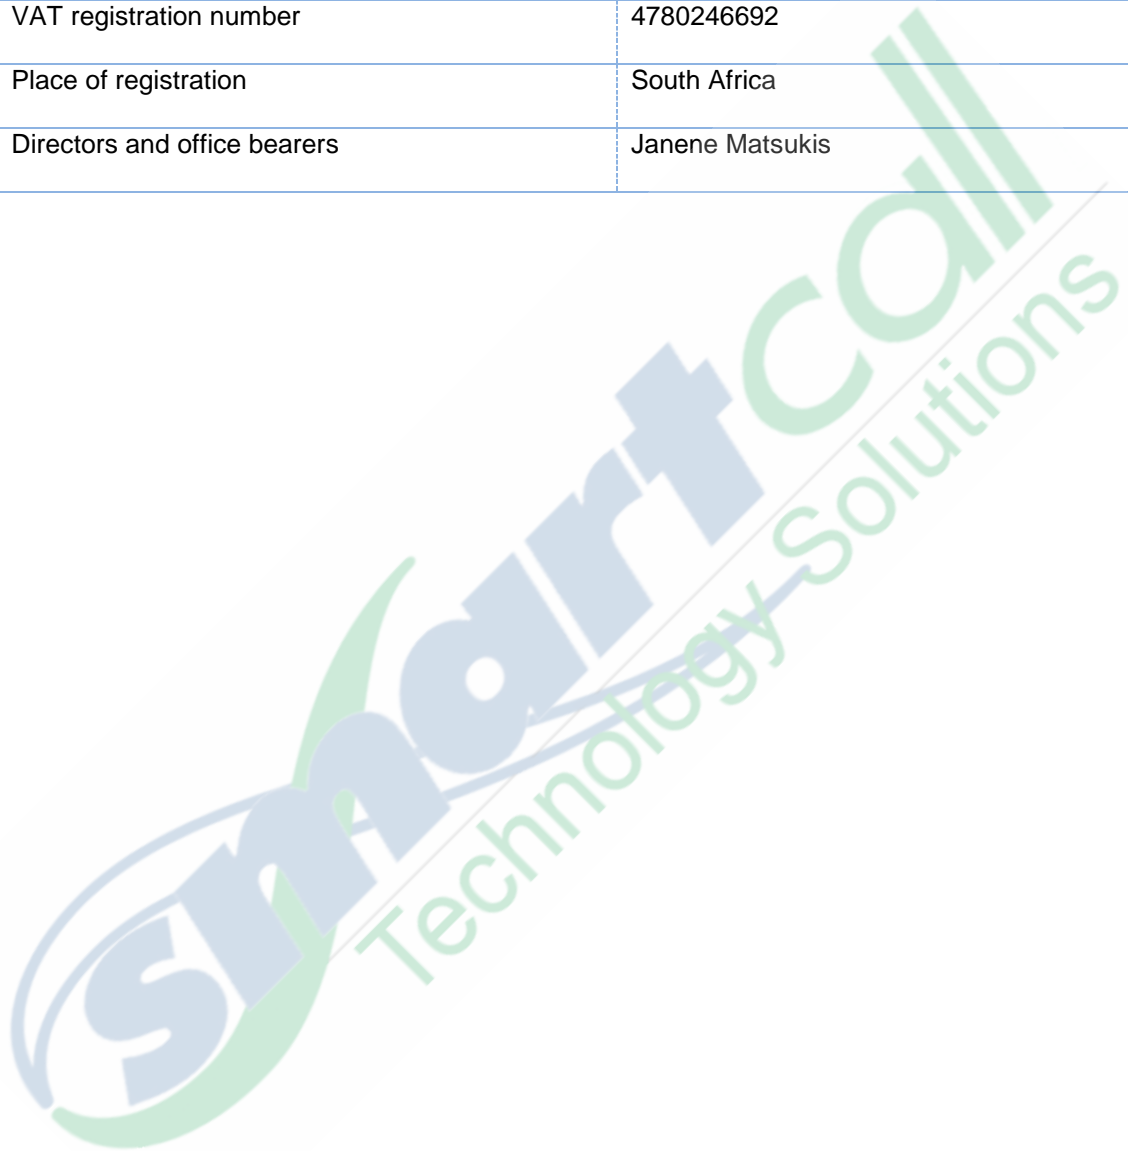 VAT registration number 4780246692
Place of registration South Africa
Directors and office bearers Janene Matsukis
smartcall
Technology Solutions